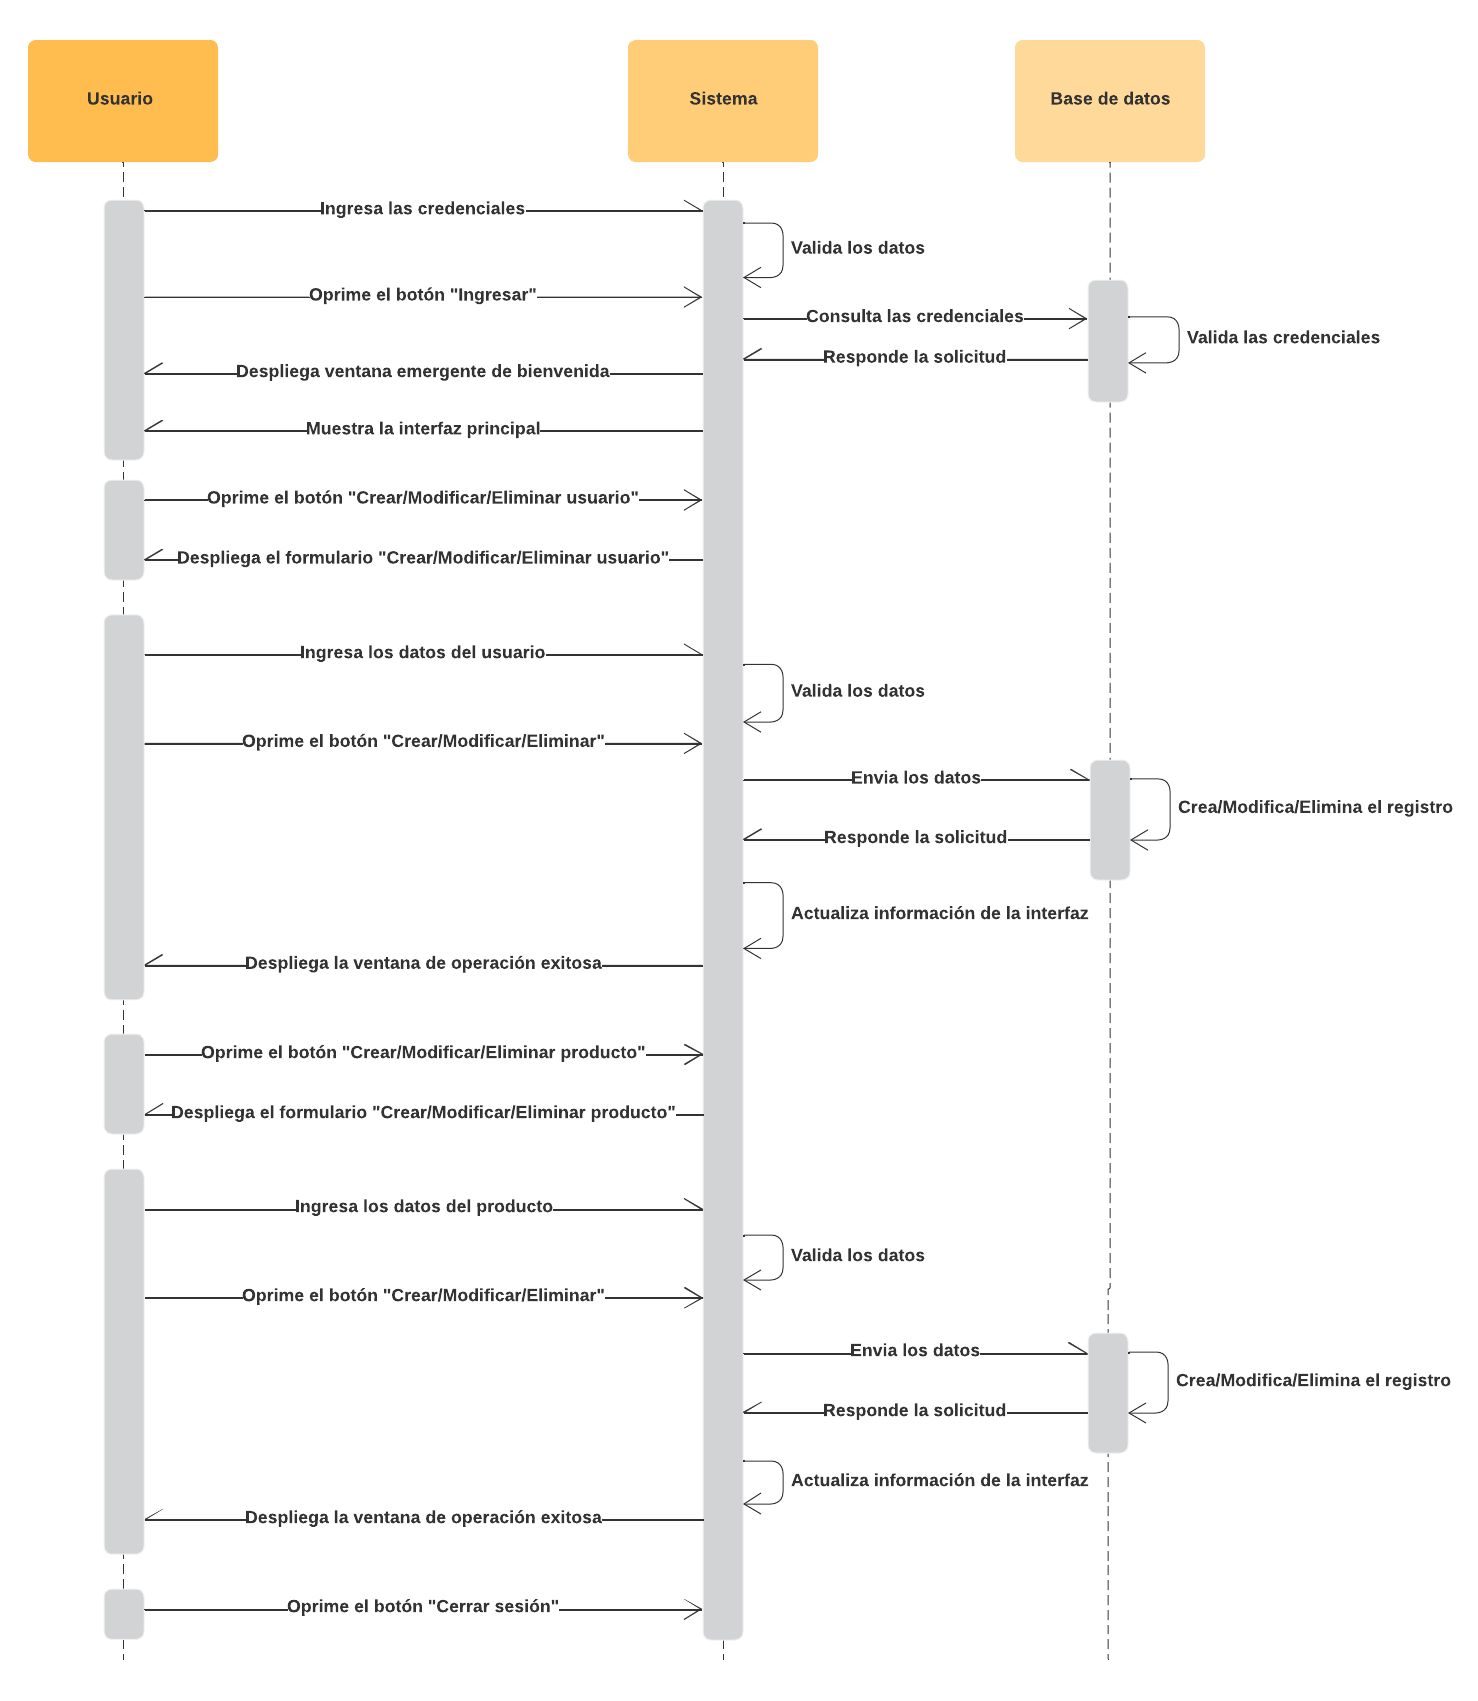 Usuario
Sistema
Base de datos
Ingresa las credenciales
Valida los datos
Oprime el botón "Ingresar"
Consulta las credenciales
Valida las credenciales
Responde la solicitud
Despliega ventana emergente de bienvenida
Muestra la interfaz principal
Oprime el botón "Crear/Modificar/Eliminar usuario"
Despliega el formulario "Crear/Modificar/Eliminar usuario"
Ingresa los datos del usuario
Valida los datos
Oprime el botón "Crear/Modificar/Eliminar"
Envia los datos
Crea/Modifica/Elimina el registro
Responde la solicitud
Actualiza información de la interfaz
Despliega la ventana de operación exitosa
Oprime el botón "Crear/Modificar/Eliminar producto"
Despliega el formulario "Crear/Modificar/Eliminar producto"
Ingresa los datos del producto
Valida los datos
Oprime el botón "Crear/Modificar/Eliminar"
Envia los datos
Crea/Modifica/Elimina el registro
Responde la solicitud
Actualiza información de la interfaz
Despliega la ventana de operación exitosa
Oprime el botón "Cerrar sesión"